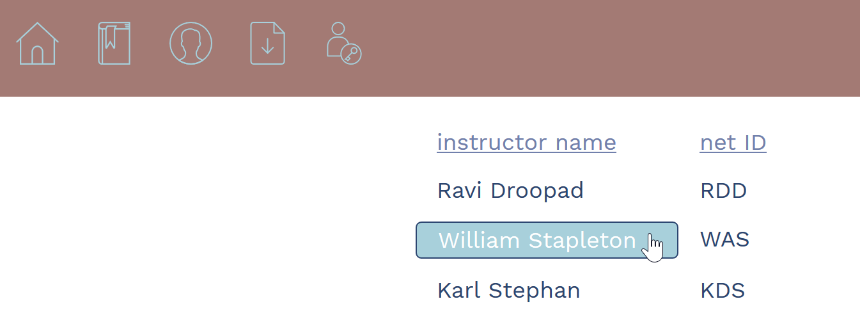 instructor name net ID
Ravi Droopad RDD
William Stapleton WAS
Karl Stephan KDS